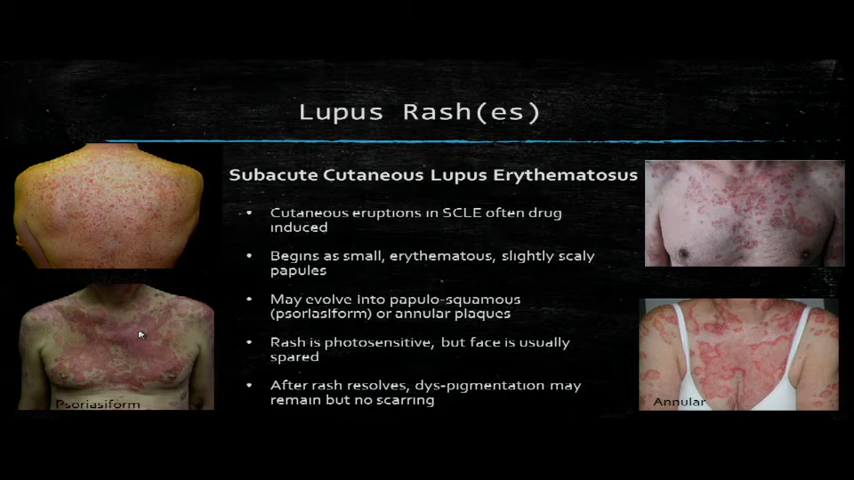 Lupus Rash(es)
Subacute Cutaneous Lupus Erythematosus
• Cutaneous eruptions in SCLE often drug
induced
• Begins as small, erythematous, slightly scaly
papules
• May evolve into papulo-squamous
(psoriasiform) or annular plaques
• Rash is photosensitive, but face is usually
spared
• After rash resolves, dys-pigmentation may
remain but no scarring
Psoriasiform
Annular